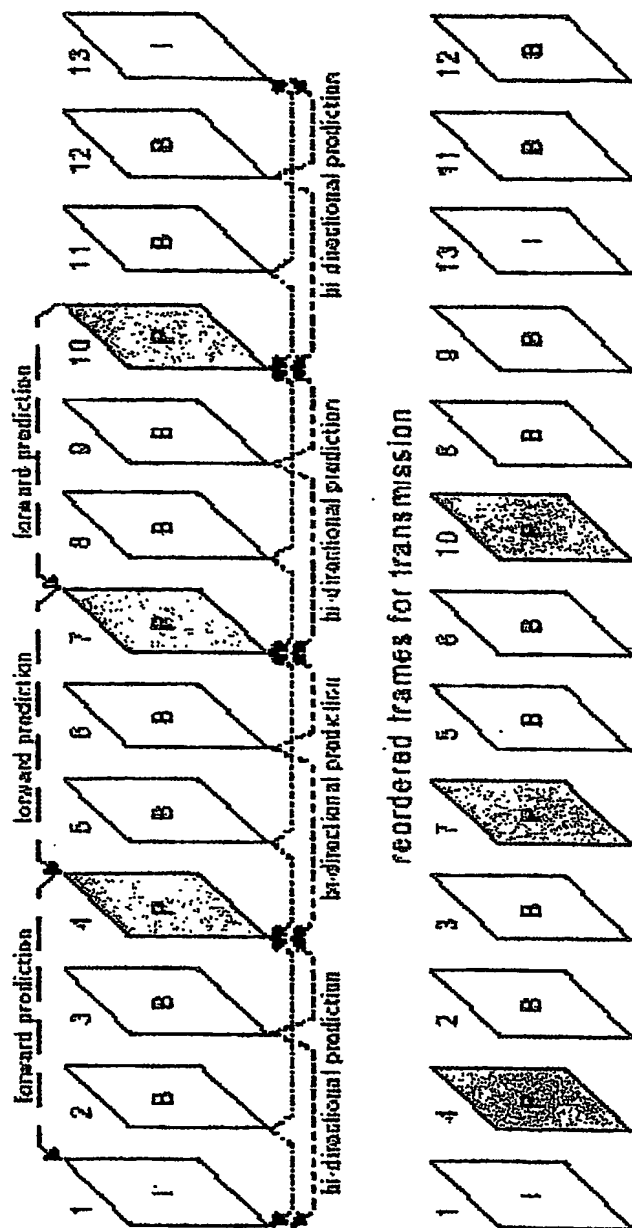 forward prediction forward prediction forward prediction
1 2 3 4 5 6 7 8 9 10 11 12 13
I B B P B B P B B P B B I
bi-directional prediction bi-directional prediction bi-directional prediction bi-directional prediction
reordered frames for transmission
1 4 2 3 7 5 6 10 8 9 13 11 12
I P B B P B B P B B I B B